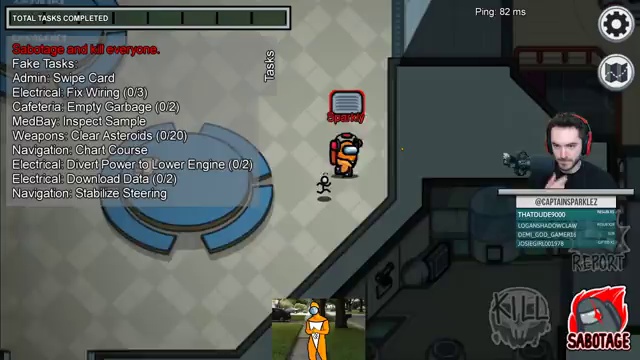 TOTAL TASKS COMPLETED
Ping: 82 ms
Sabotage and kill everyone.
Fake Tasks:
Admin: Swipe Card
Electrical: Fix Wiring (0/3)
Cafeteria: Empty Garbage (0/2)
MedBay: Inspect Sample
Weapons: Clear Asteroids (0/20)
Navigation: Chart Course
Electrical: Divert Power to Lower Engine (0/2)
Electrical: Download Data (0/2)
Navigation: Stabilize Steering
Tasks
Sparky
@CAPTAINSPARKLEZ
THATDUDE9000
LOGANSHADOWCLAW
DEMI_GOD_GAMER16
JOSIEGIRL001978
REPORT
KILL
SABOTAGE